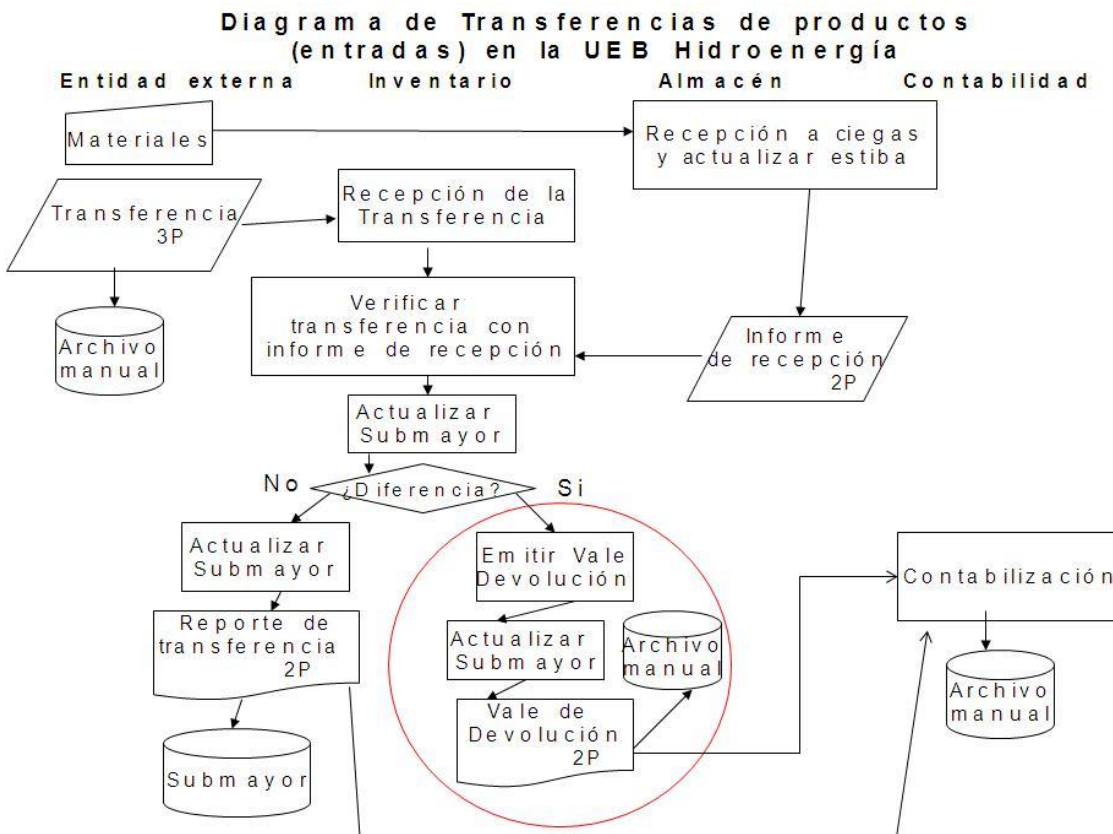 Diagrama de Transferencias de productos
(entradas) en la UEB Hidroenergía
Entidad externa
Inventario
Almacén
Contabilidad
Materiales
Recepción a ciegas
y actualizar estiba
Transferencia
3P
Recepción de la
Transferencia
Archivo
manual
Verificar
transferencia con
informe de recepción
Informe
de recepción
2P
Actualizar
Submayor
¿Diferencia?
No
Si
Actualizar
Submayor
Reporte de
transferencia
2P
Submayor
Emitir Vale
Devolución
Actualizar
Submayor
Vale de
Devolución
2P
Archivo
manual
Contabilización
Archivo
manual